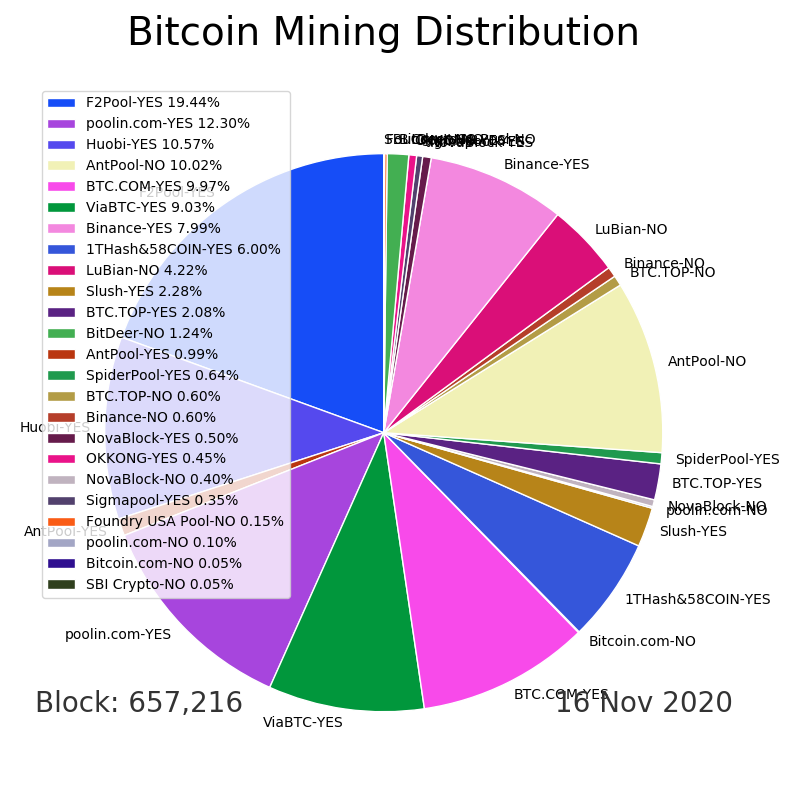 Bitcoin Mining Distribution
F2Pool-YES 19.44%
poolin.com-YES 12.30%
Huobi-YES 10.57%
AntPool-NO 10.02%
BTC.COM-YES 9.97%
ViaBTC-YES 9.03%
Binance-YES 7.99%
1THash&58COIN-YES 6.00%
LuBian-NO 4.22%
Slush-YES 2.28%
BTC.TOP-YES 2.08%
BitDeer-NO 1.24%
AntPool-YES 0.99%
SpiderPool-YES 0.64%
BTC.TOP-NO 0.60%
Binance-NO 0.60%
NovaBlock-YES 0.50%
OKKONG-YES 0.45%
NovaBlock-NO 0.40%
Sigmapool-YES 0.35%
Foundry USA Pool-NO 0.15%
poolin.com-NO 0.10%
Bitcoin.com-NO 0.05%
SBI Crypto-NO 0.05%
Binance-YES
LuBian-NO
Binance-NO
BTC.TOP-NO
AntPool-NO
SpiderPool-YES
BTC.TOP-YES
NovaBlock-NO
poolin.com-NO
Slush-YES
1THash&58COIN-YES
Bitcoin.com-NO
BTC.COM-YES
ViaBTC-YES
poolin.com-YES
AntPool-YES
Huobi-YES
F2Pool-YES
Block: 657,216
16 Nov 2020